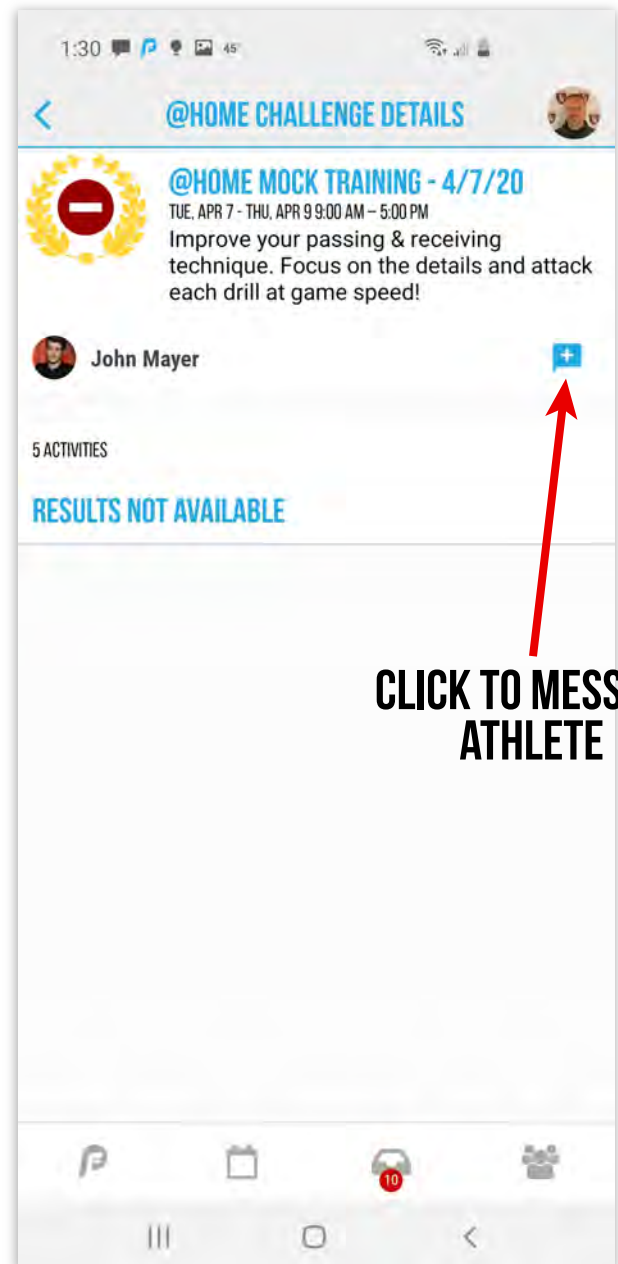 1:30 45°
@HOME CHALLENGE DETAILS
@HOME MOCK TRAINING - 4/7/20
TUE, APR 7 - THU, APR 9 9:00 AM – 5:00 PM
Improve your passing & receiving
technique. Focus on the details and attack
each drill at game speed!
John Mayer
5 ACTIVITIES
RESULTS NOT AVAILABLE
CLICK TO MESS
ATHLETE
10